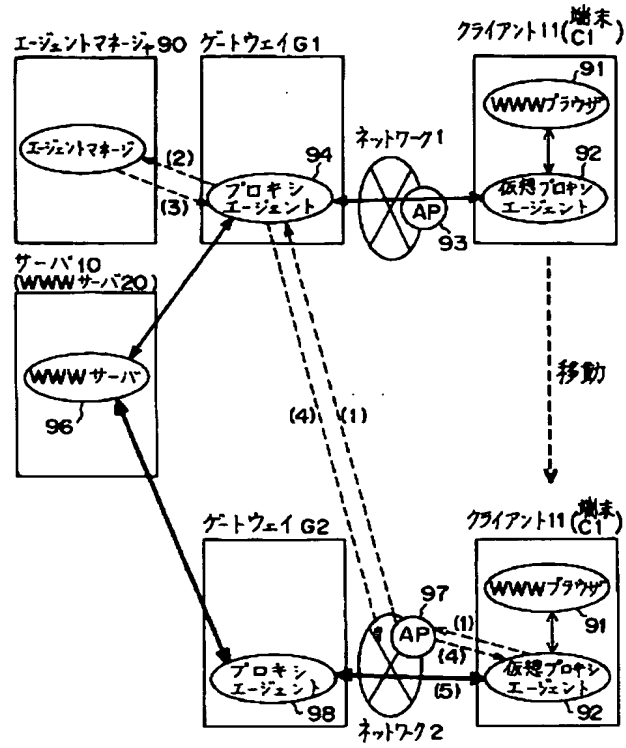 エージェントマネージャ90
ゲートウェイG1
クライアント11(端末C1)
91
WWWブラウザ
エージェントマネージ
(2)
(3)
94
プロキシ
エージェント
ネットワーク1
AP
93
92
仮想プロキシ
エージェント
サーバ10
(WWWサーバ20)
WWWサーバ
96
(4)
(1)
移動
ゲートウェイG2
クライアント11(端末C1)
97
AP
(1)
(4)
WWWブラウザ
91
プロキシ
エージェント
98
(5)
仮想プロキシ
エージェント
92
ネットワーク2